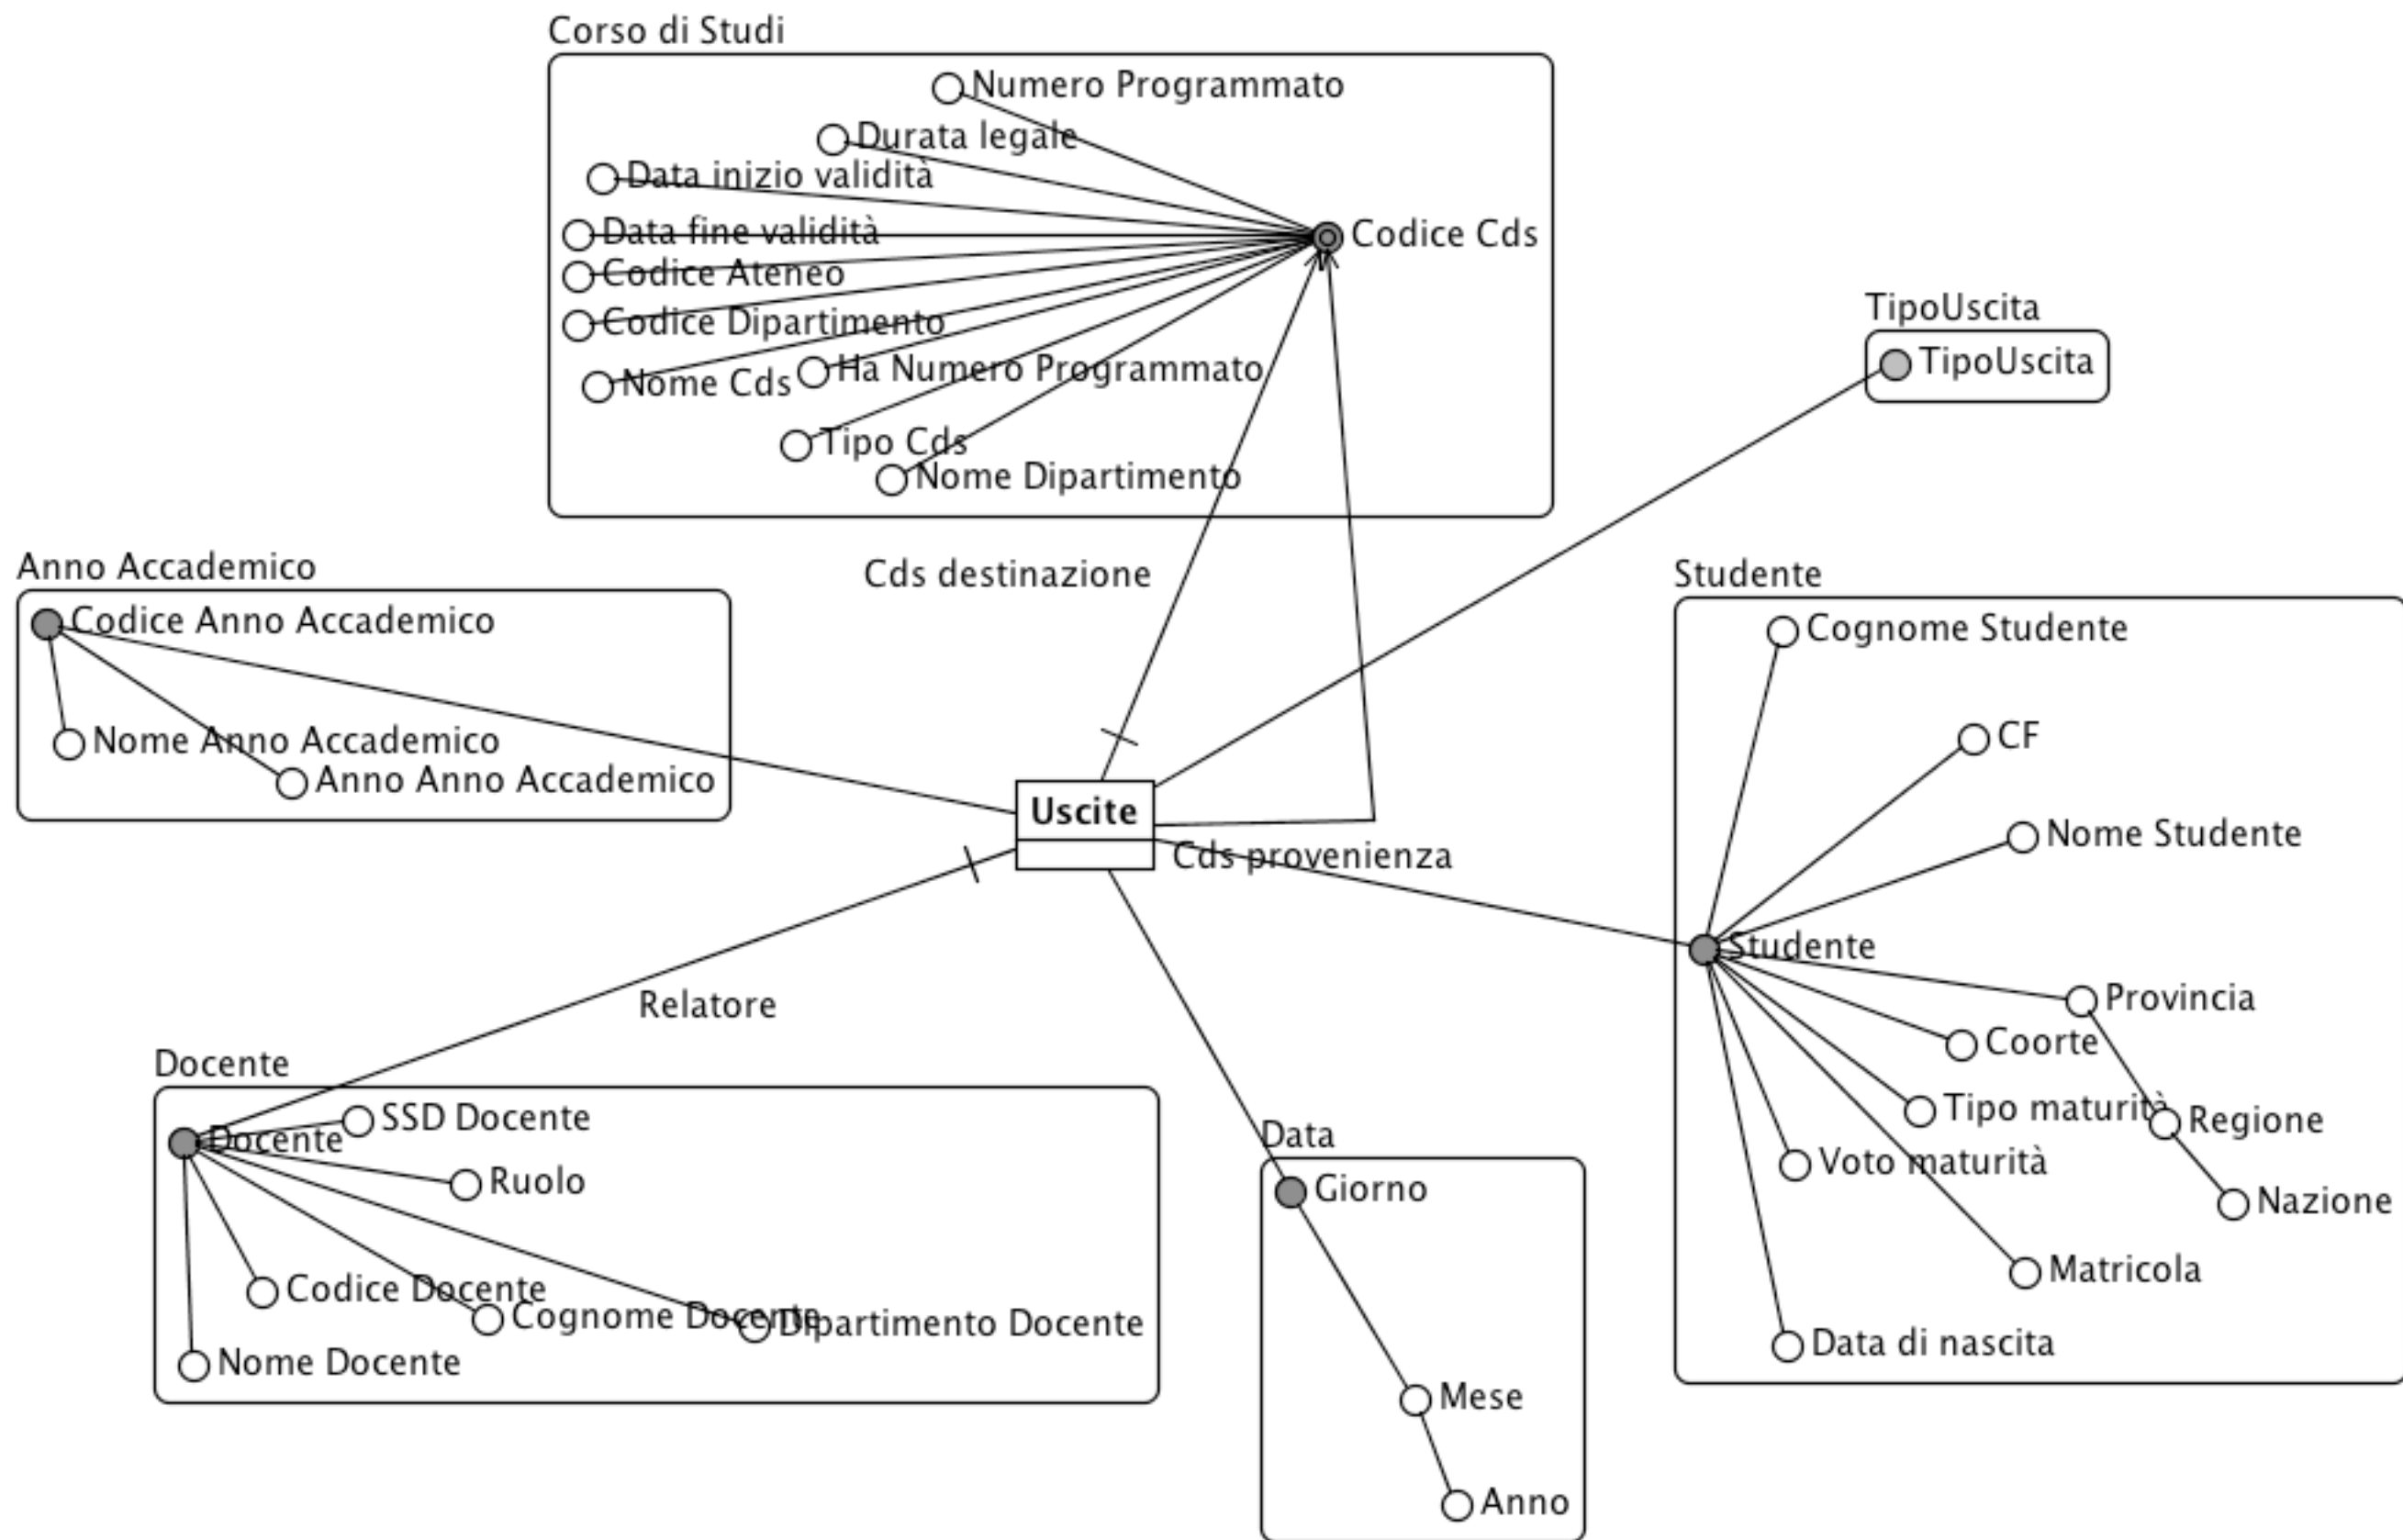 Corso di Studi
Numero Programmato
Durata legale
Data inizio validità
Data fine validità
Codice Cds
Codice Ateneo
Codice Dipartimento
Nome Cds
Ha Numero Programmato
Tipo Cds
Nome Dipartimento
TipoUscita
TipoUscita
Anno Accademico
Codice Anno Accademico
Nome Anno Accademico
Anno Anno Accademico
Cds destinazione
Uscite
Cds provenienza
Studente
Cognome Studente
CF
Nome Studente
Studente
Provincia
Coorte
Tipo maturità
Regione
Voto maturità
Nazione
Matricola
Data di nascita
Relatore
Docente
SSD Docente
Docente
Ruolo
Codice Docente
Cognome Docente
Dipartimento Docente
Nome Docente
Data
Giorno
Mese
Anno